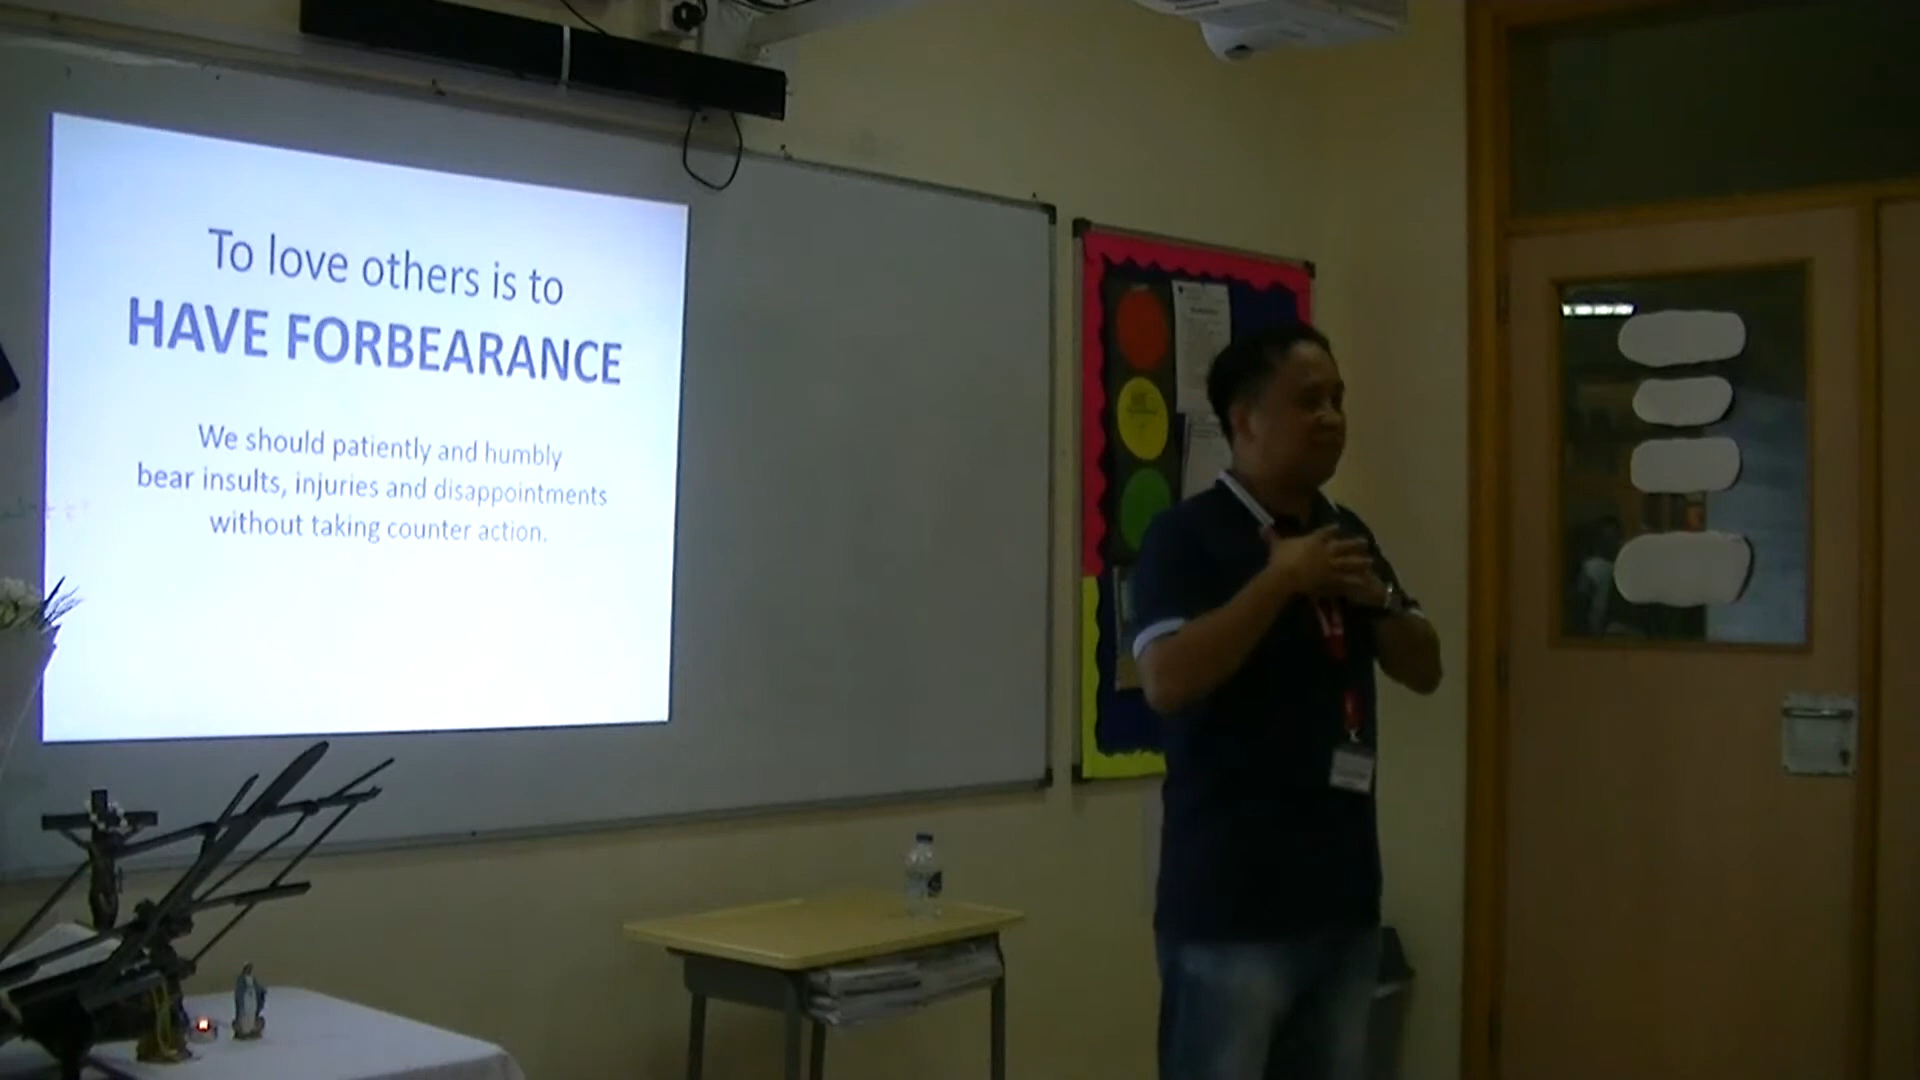 To love others is to
HAVE FORBEARANCE
We should patiently and humbly
bear insults, injuries and disappointments
without taking counter action.